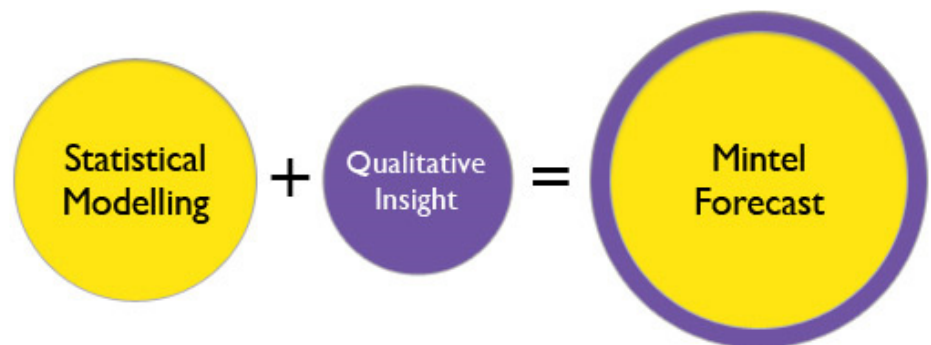 Statistical
Modelling
+
Qualitative
Insight
=
Mintel
Forecast